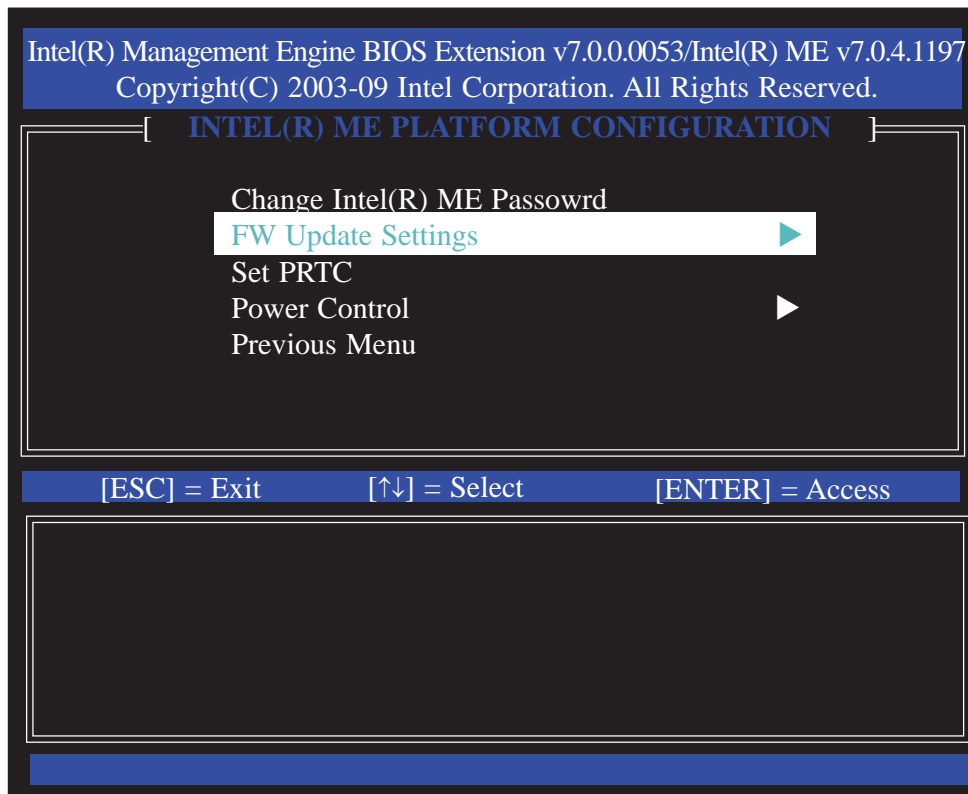 Intel(R) Management Engine BIOS Extension v7.0.0.0053/Intel(R) ME v7.0.4.1197
Copyright(C) 2003-09 Intel Corporation. All Rights Reserved.
[ INTEL(R) ME PLATFORM CONFIGURATION ]
Change Intel(R) ME Passowrd
FW Update Settings ▶
Set PRTC
Power Control ▶
Previous Menu
[ESC] = Exit [↑↓] = Select [ENTER] = Access